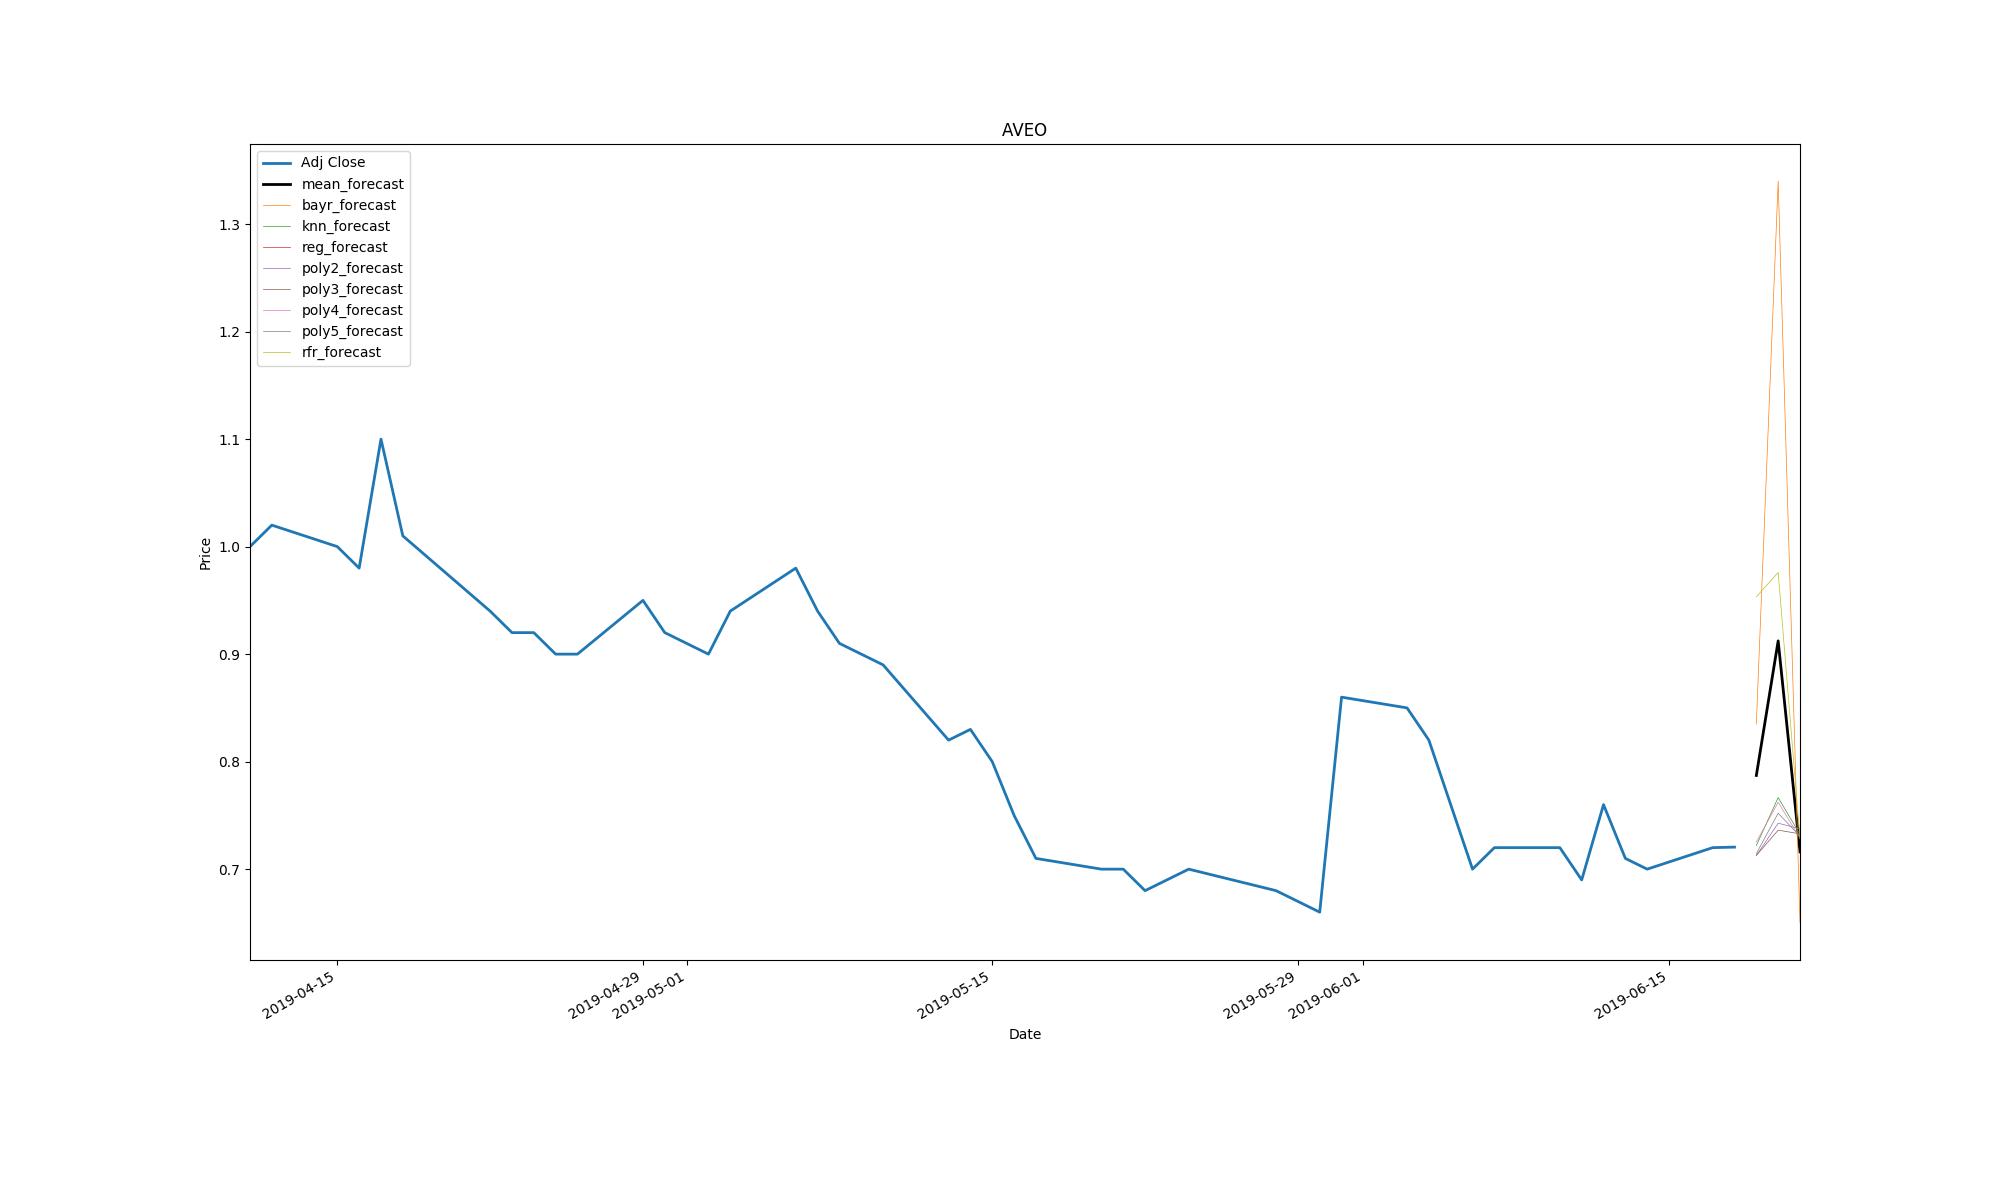 AVEO
Adj Close
mean_forecast
bayr_forecast
knn_forecast
reg_forecast
poly2_forecast
poly3_forecast
poly4_forecast
poly5_forecast
rfr_forecast
1.3
1.2
1.1
1.0
0.9
0.8
0.7
Price
2019-04-15
2019-04-29
2019-05-01
2019-05-15
2019-05-29
2019-06-01
2019-06-15
Date